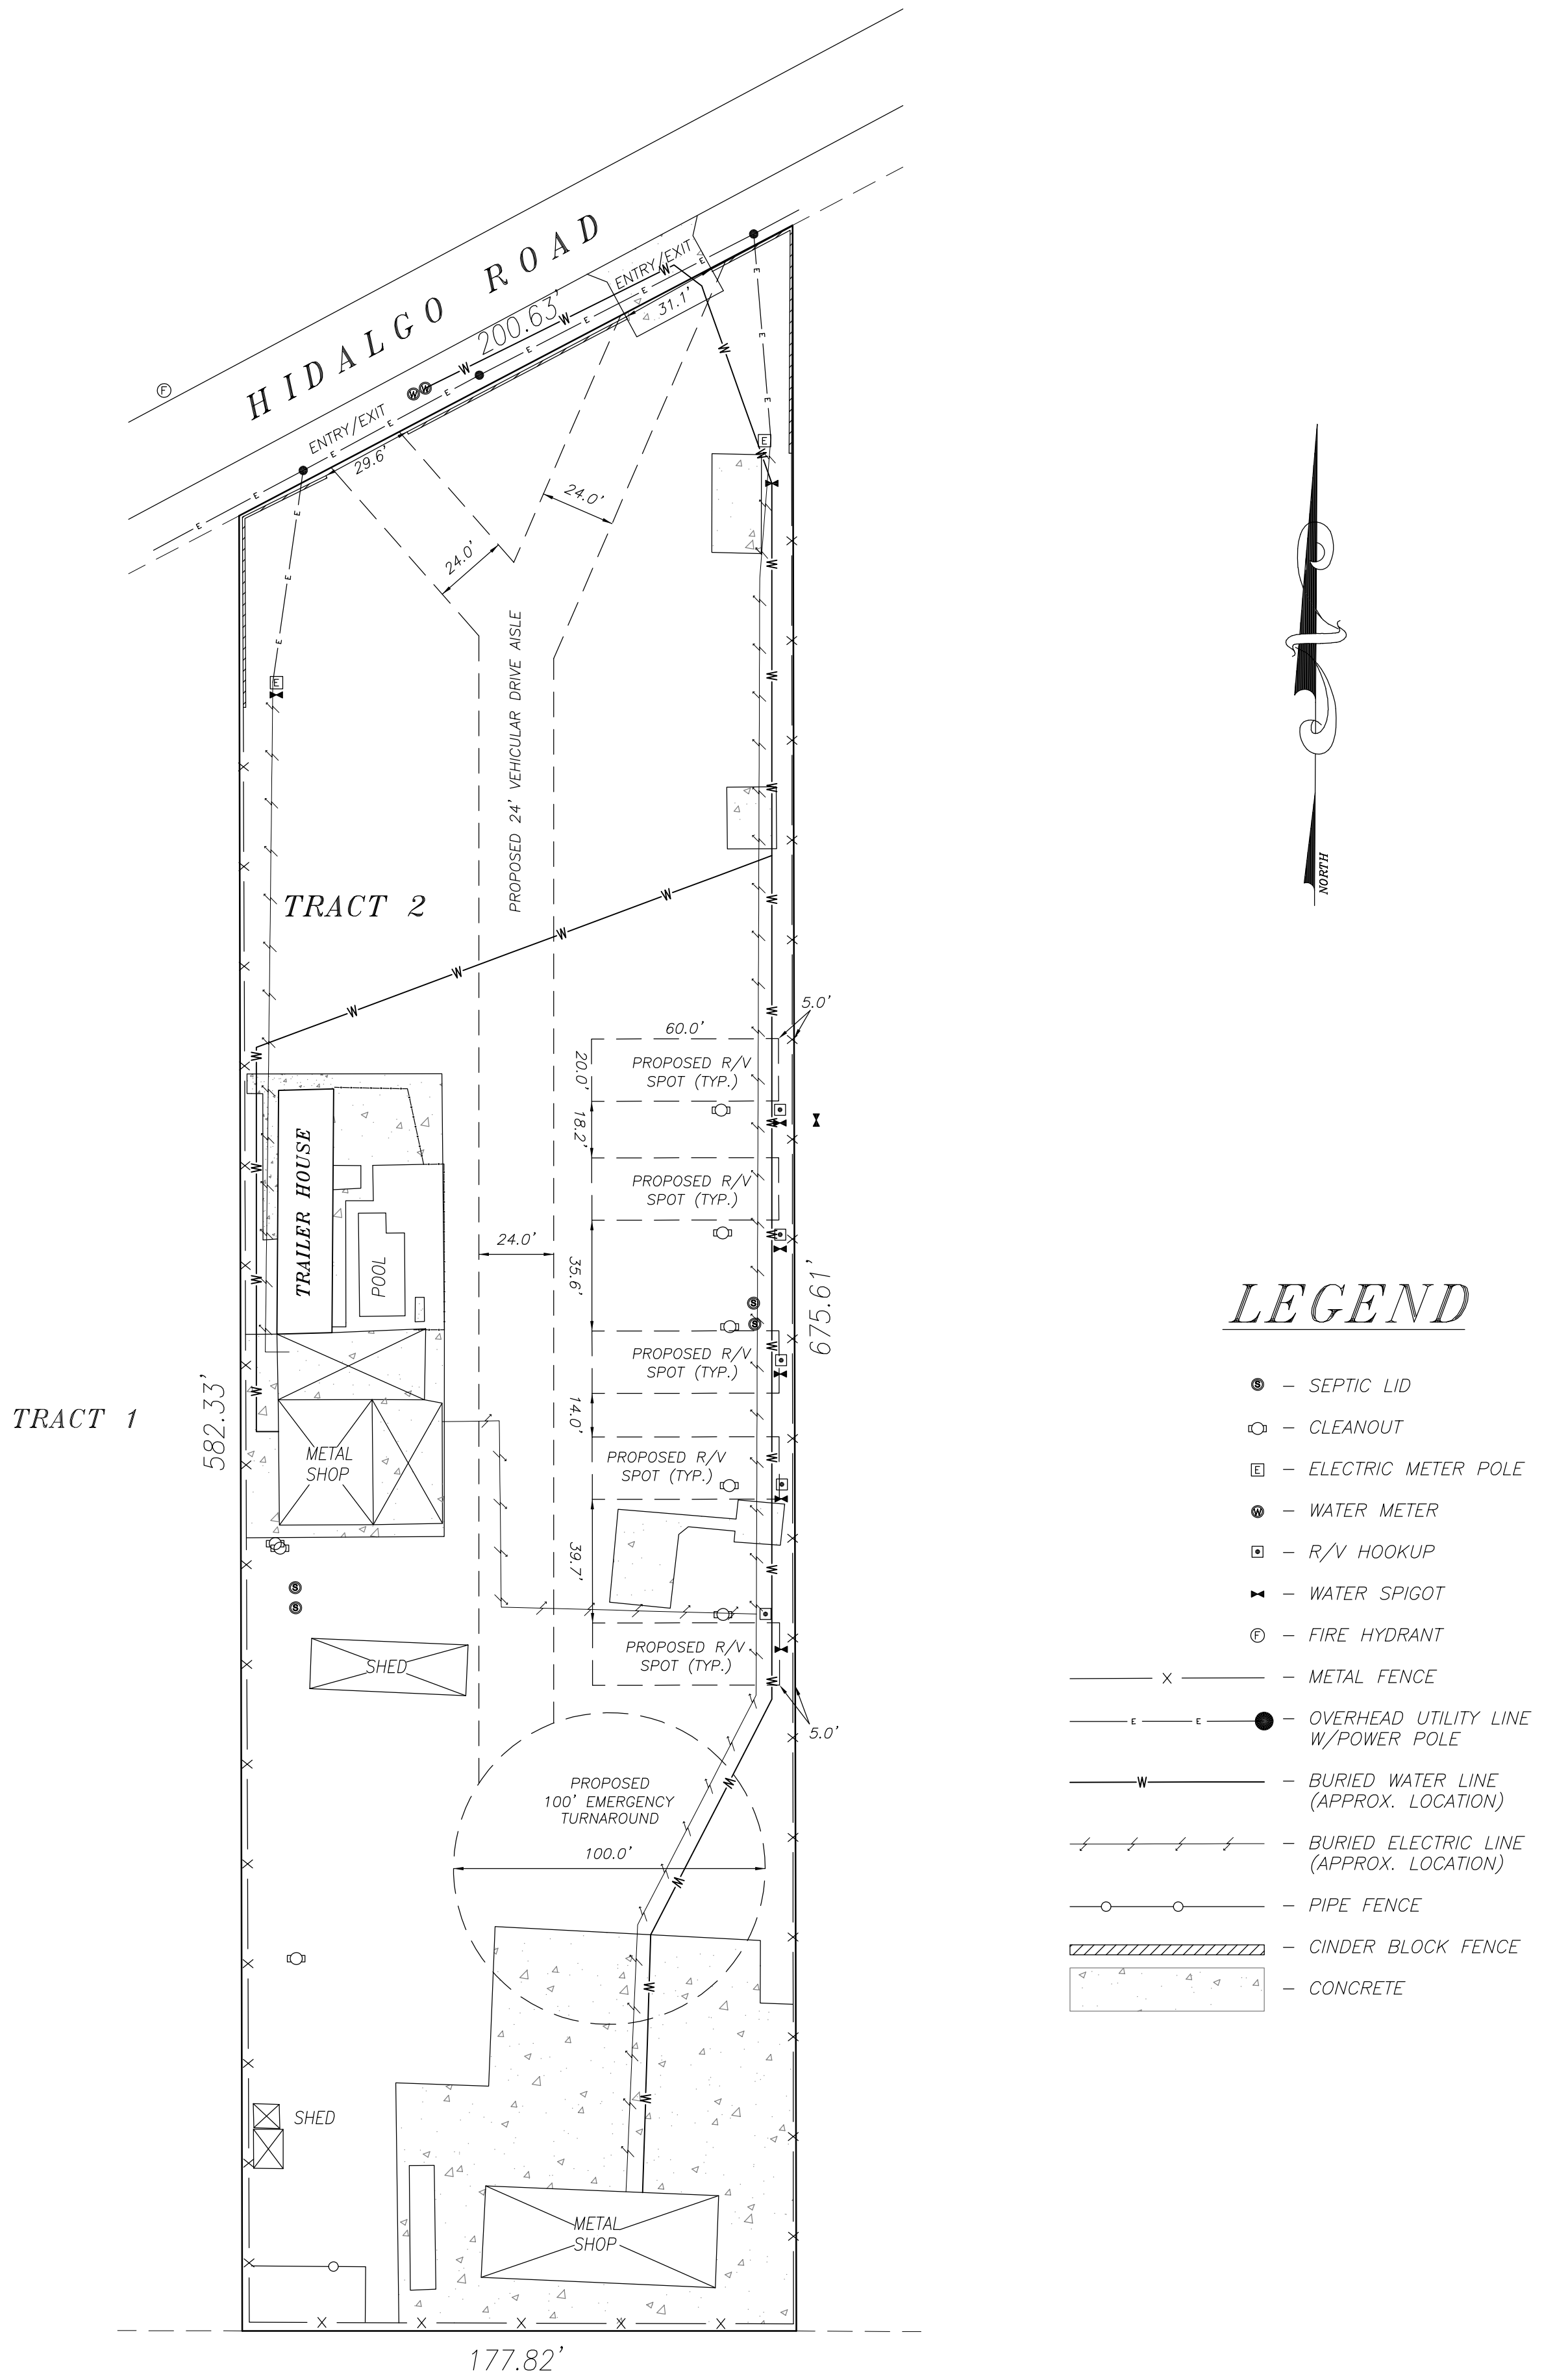 HIDALGO ROAD
200.63'
ENTRY/EXIT
31.1'
ENTRY/EXIT
29.6'
F
W
W
E
E
24.0'
24.0'
PROPOSED 24' VEHICULAR DRIVE AISLE
TRACT 2
5.0'
60.0'
20.0'
PROPOSED R/V
SPOT (TYP.)
18.2'
PROPOSED R/V
SPOT (TYP.)
TRAILER HOUSE
POOL
24.0'
35.6'
S
S
PROPOSED R/V
SPOT (TYP.)
675.61'
582.33'
TRACT 1
14.0'
METAL
SHOP
PROPOSED R/V
SPOT (TYP.)
39.7'
S
S
SHED
PROPOSED R/V
SPOT (TYP.)
5.0'
PROPOSED
100' EMERGENCY
TURNAROUND
100.0'
SHED
METAL
SHOP
177.82'
NORTH
LEGEND
S – SEPTIC LID
– CLEANOUT
E – ELECTRIC METER POLE
W – WATER METER
– R/V HOOKUP
– WATER SPIGOT
F – FIRE HYDRANT
X – METAL FENCE
E E – OVERHEAD UTILITY LINE
W/POWER POLE
W – BURIED WATER LINE
(APPROX. LOCATION)
– BURIED ELECTRIC LINE
(APPROX. LOCATION)
– PIPE FENCE
– CINDER BLOCK FENCE
– CONCRETE